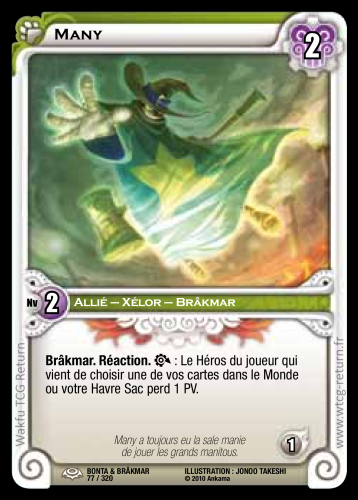 Many
2
Nv 2 Allié – Xélor – Brâkmar
Brâkmar. Réaction. : Le Héros du joueur qui
vient de choisir une de vos cartes dans le Monde
ou votre Havre Sac perd 1 PV.
Many a toujours eu la sale manie
de jouer les grands manitous.
1
BONTA & BRÂKMAR
77 / 320
ILLUSTRATION : JONOO TAKESHI
© 2010 Ankama
Wakfu TCG Return
www.wtcg-return.fr